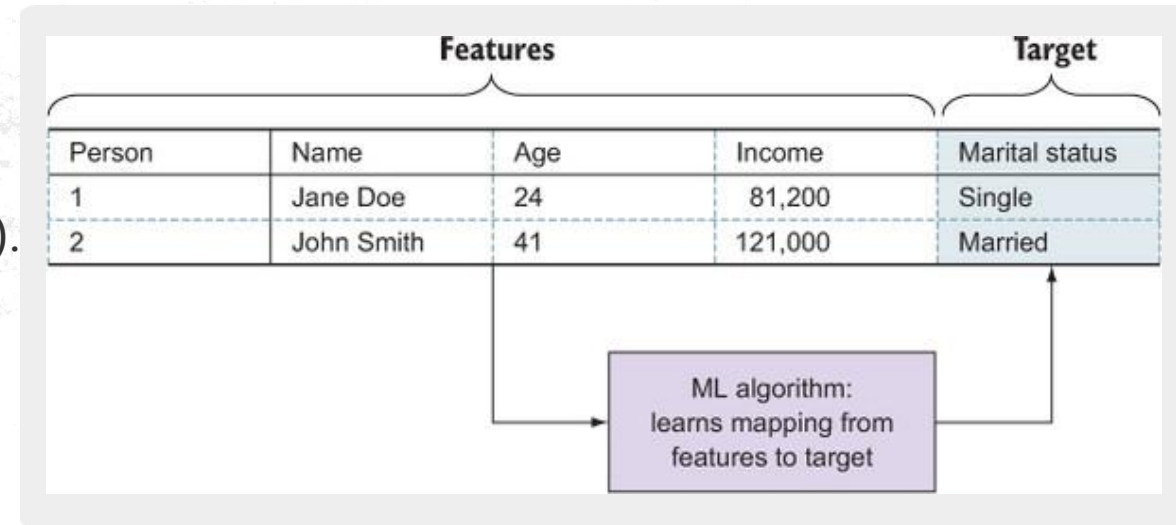 Features Target
Person Name Age Income Marital status
1 Jane Doe 24 81,200 Single
2 John Smith 41 121,000 Married
).
ML algorithm:
learns mapping from
features to target